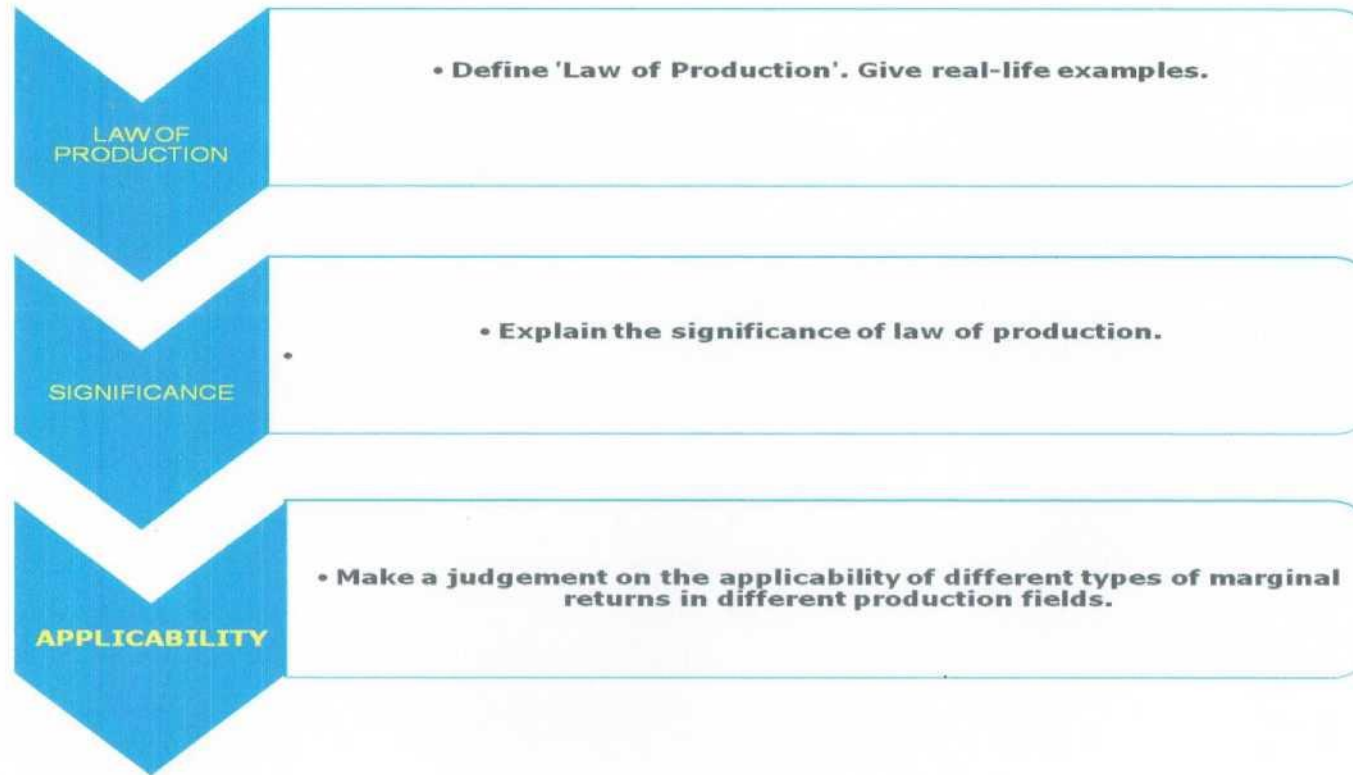 LAW OF
PRODUCTION
• Define 'Law of Production'. Give real-life examples.
SIGNIFICANCE
• Explain the significance of law of production.
•
APPLICABILITY
• Make a judgement on the applicability of different types of marginal
returns in different production fields.